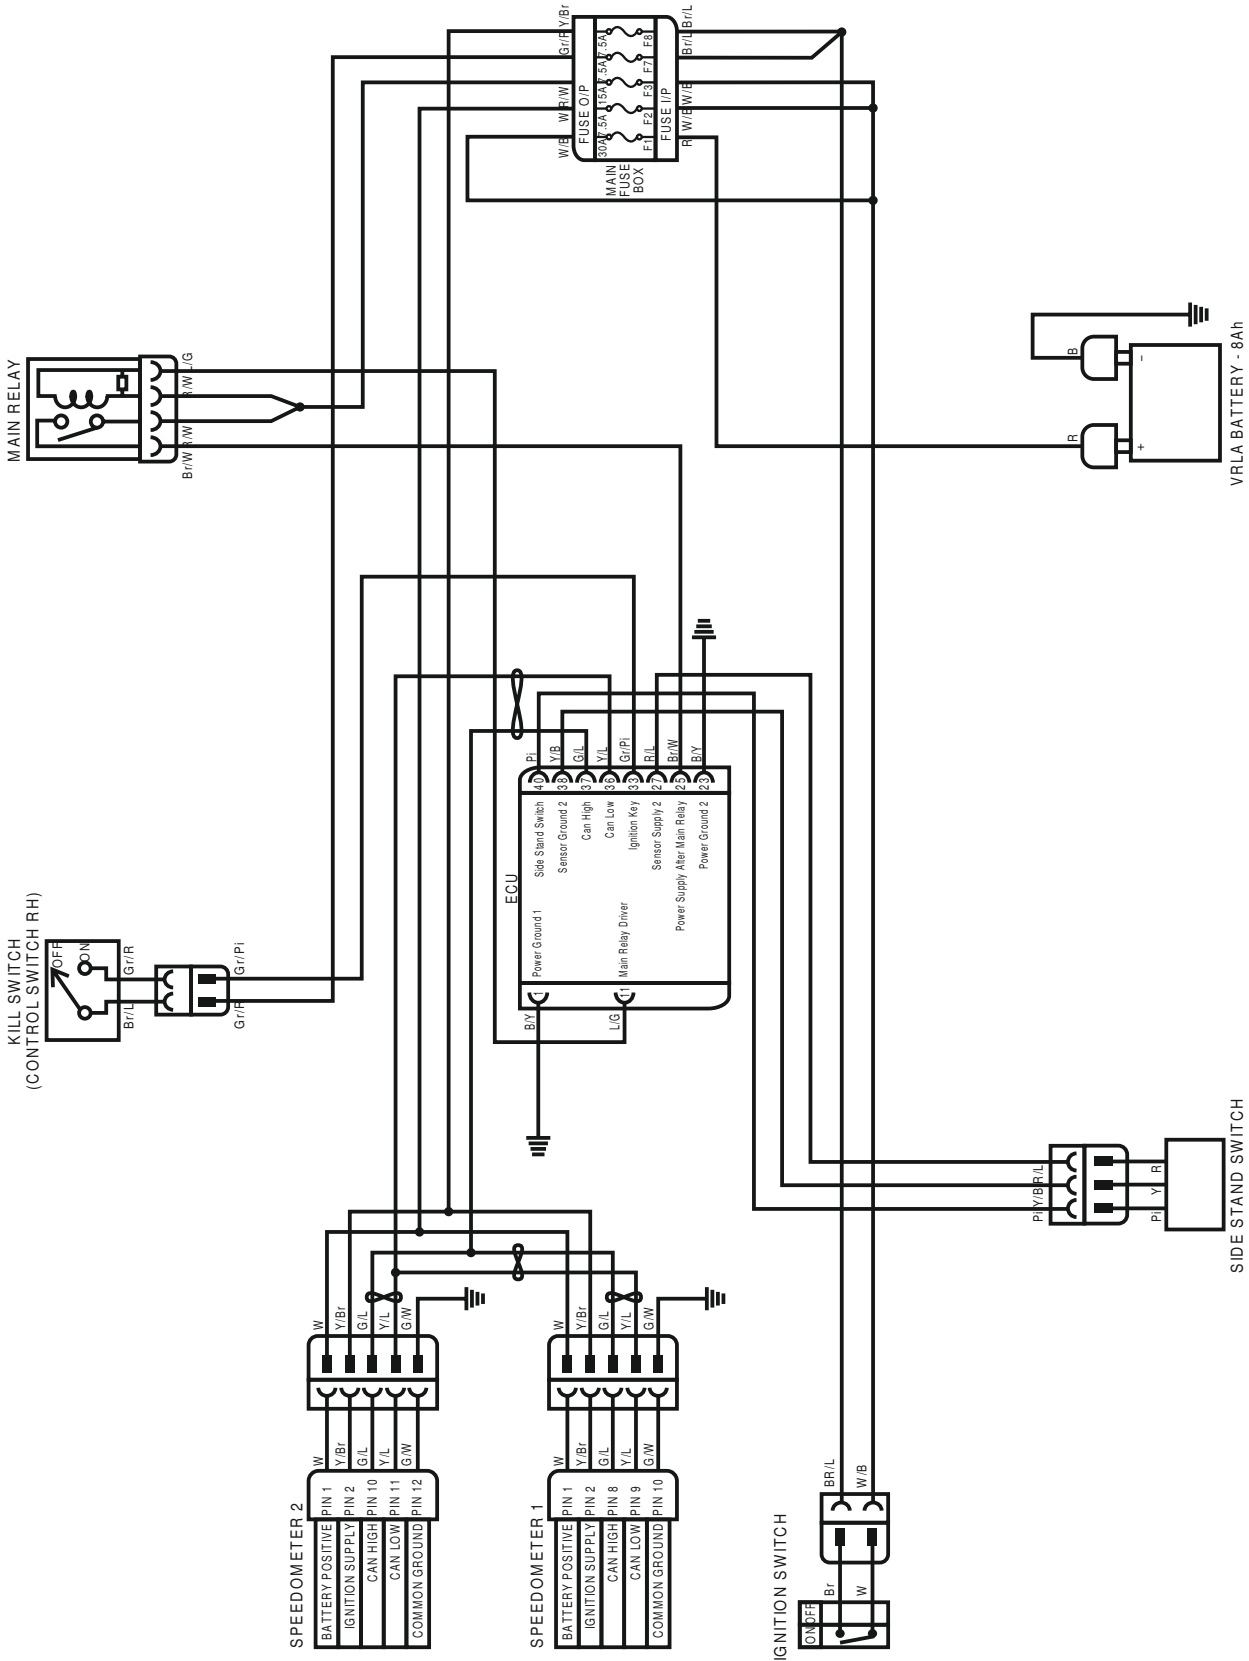 MAIN RELAY
L/G
R/W
R/W
Br/W
Y/Br
Gr/R
R/W
W
W/B
FUSE O/P
7.5A
7.5A
15A
7.5A
30A
F8
F7
F3
F2
F1
FUSE I/P
Br/L
Br/L
W/B
W/B
R
MAIN
FUSE
BOX
KILL SWITCH
(CONTROL SWITCH RH)
OFF
ON
Br/L
Gr/R
Gr/R
Gr/Pi
ECU
Pi
Y/B
G/L
Y/L
Gr/Pi
R/L
Br/W
B/Y
40
38
37
36
33
27
25
23
Side Stand Switch
Sensor Ground 2
Can High
Can Low
Ignition Key
Sensor Supply 2
Power Supply After Main Relay
Power Ground 2
Power Ground 1
Main Relay Driver
1
11
B/Y
L/G
R
B
+
-
VRLA BATTERY - 8Ah
Pi
Y/B
R/L
Pi
Y
R
SIDE STAND SWITCH
SPEEDOMETER 2
W
Y/Br
G/L
Y/L
G/W
W
Y/Br
G/L
Y/L
G/W
BATTERY POSITIVE PIN 1
IGNITION SUPPLY PIN 2
CAN HIGH PIN 10
CAN LOW PIN 11
COMMON GROUND PIN 12
SPEEDOMETER 1
W
Y/Br
G/L
Y/L
G/W
W
Y/Br
G/L
Y/L
G/W
BATTERY POSITIVE PIN 1
IGNITION SUPPLY PIN 2
CAN HIGH PIN 8
CAN LOW PIN 9
COMMON GROUND PIN 10
IGNITION SWITCH
BR/L
W/B
Br
W
ON
OFF